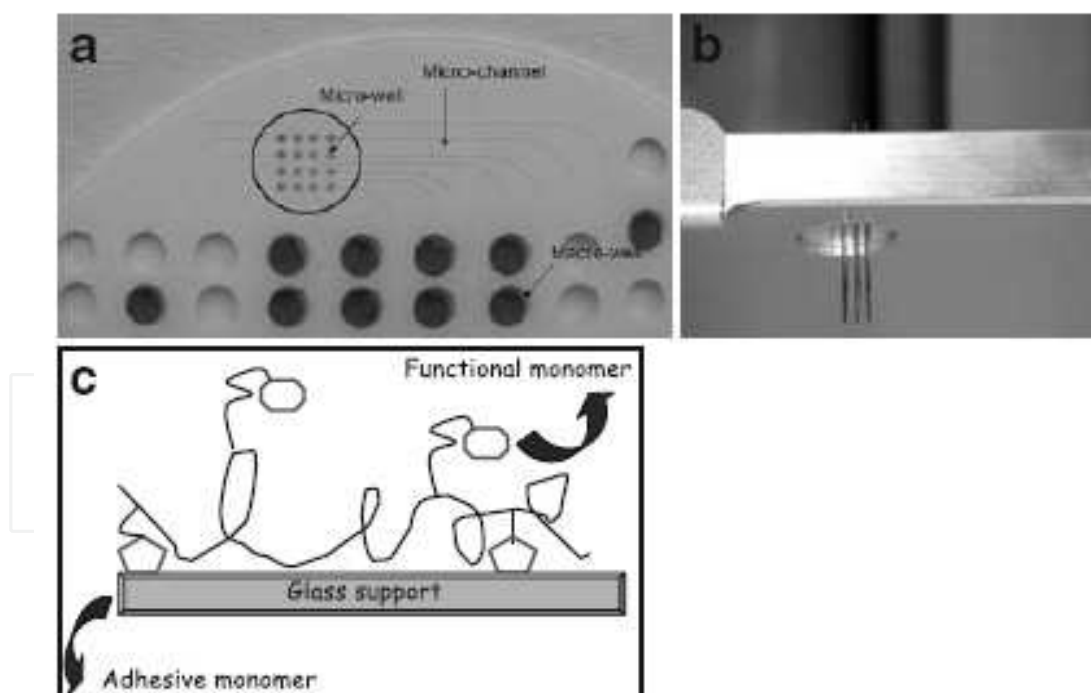 a
Micro-channel
Micro-well
Macro-well
b
c
Functional monomer
Glass support
Adhesive monomer